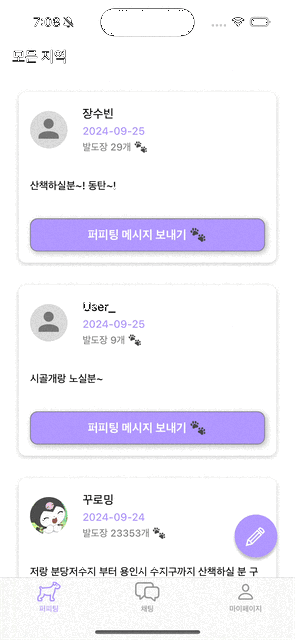 7:08
모든 지역
장수빈
2024-09-25
발도장 29개 🐾
산책하실분~! 동탄~!
퍼피팅 메시지 보내기 🐾
User_
2024-09-25
발도장 9개 🐾
시골개랑 노실분~
퍼피팅 메시지 보내기 🐾
꾸로밍
2024-09-24
발도장 23353개 🐾
저랑 분당저수지 부터 용인시 수지구까지 산책하실 분 구
퍼피팅
채팅
마이페이지